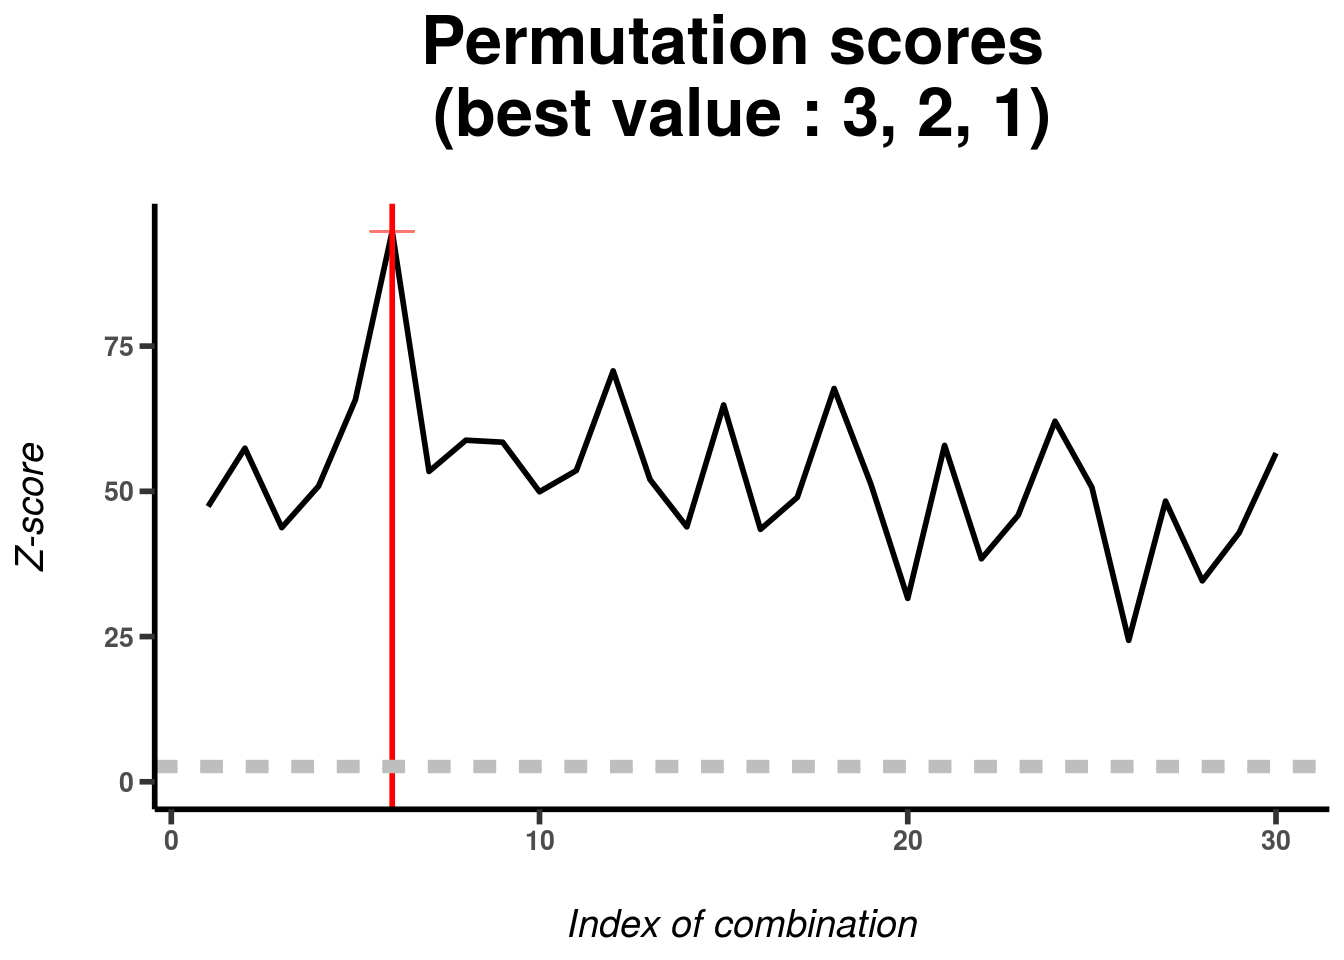 Permutation scores
(best value : 3, 2, 1)
75
50
25
0
Z-score
0
10
20
30
Index of combination